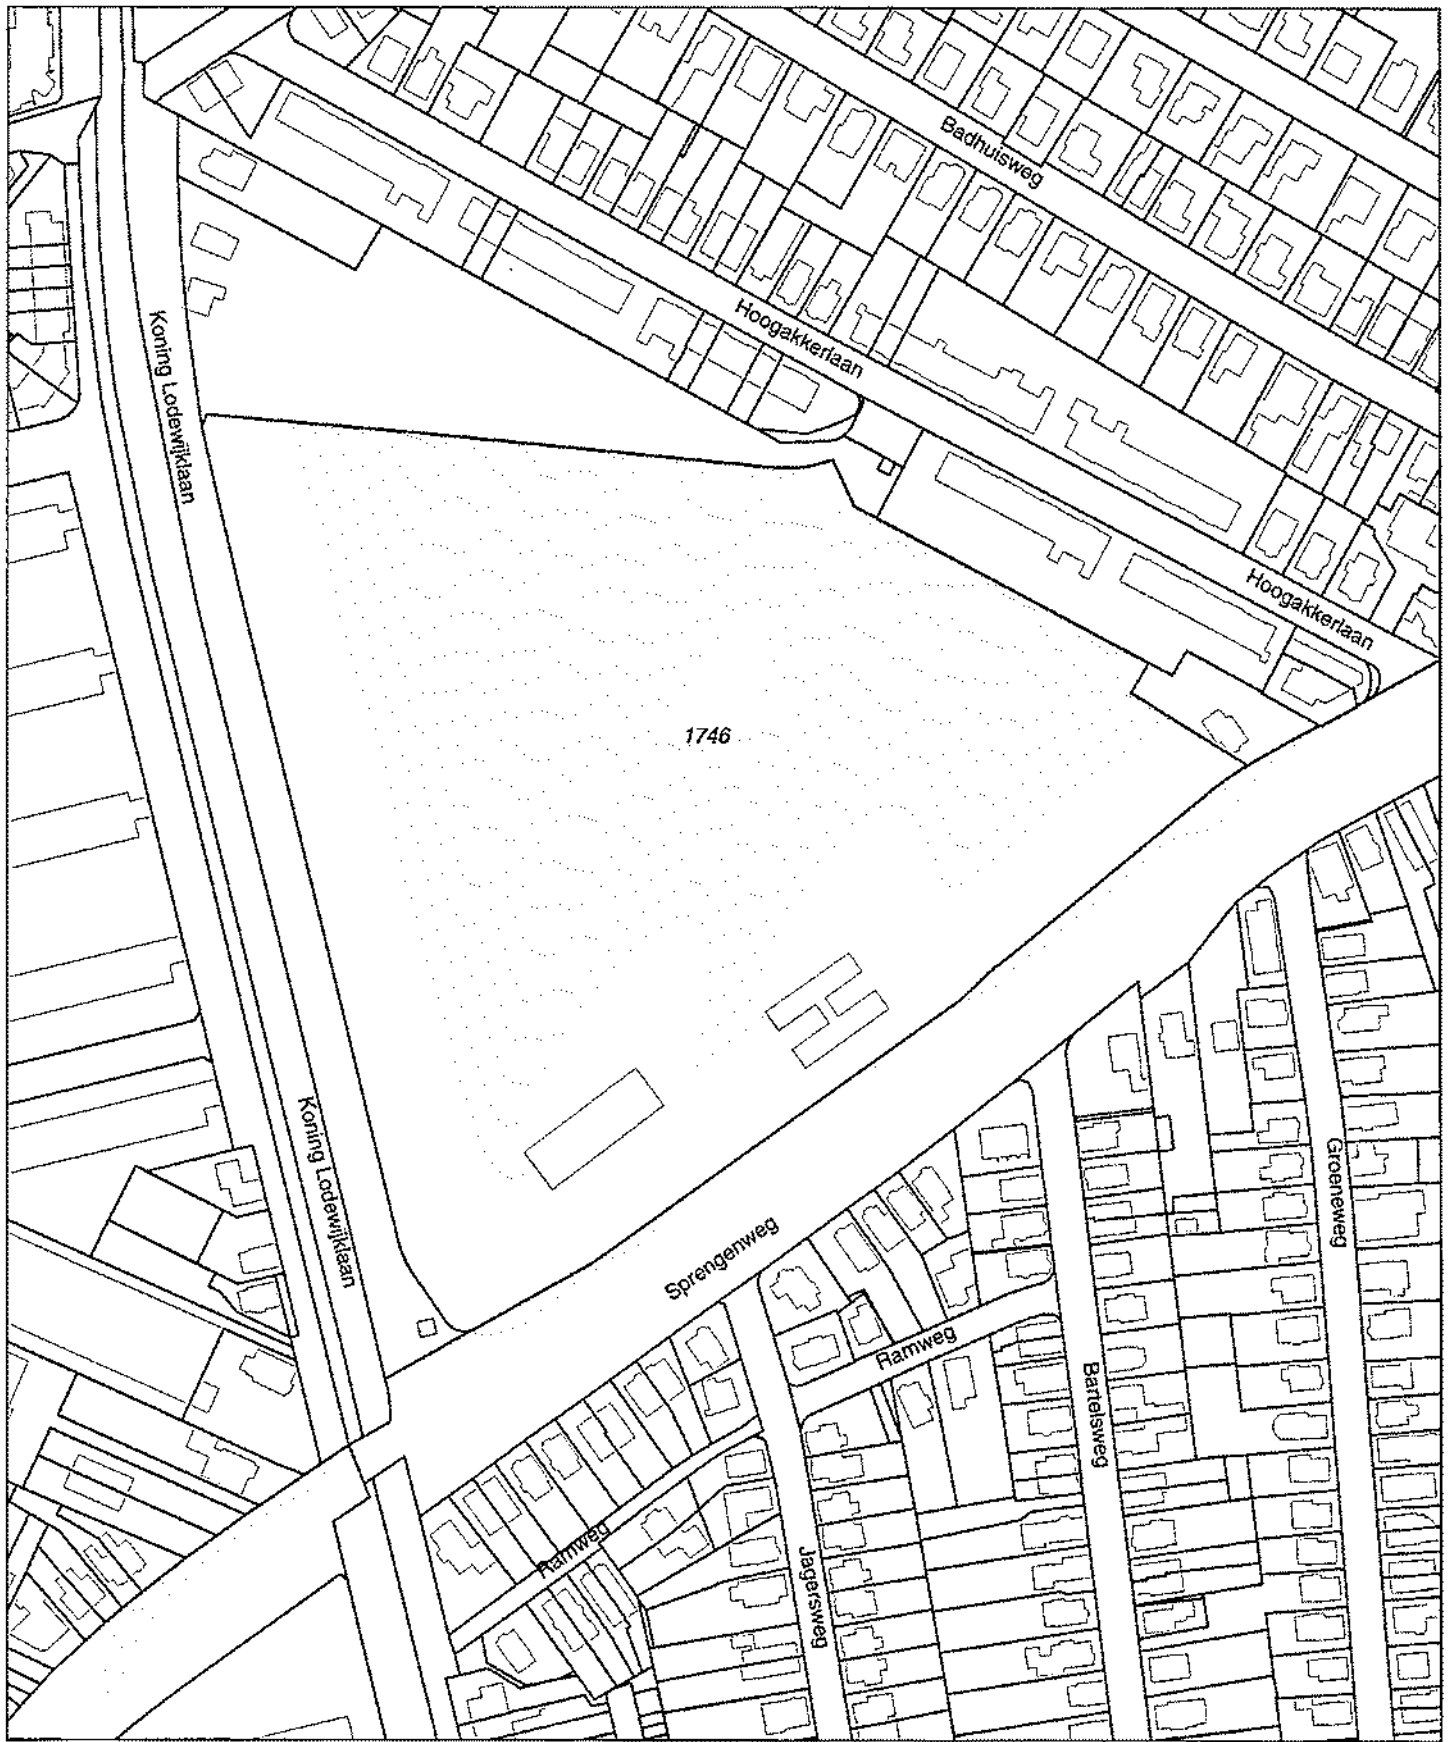 Badhuisweg
Hoogakkerlaan
Koning Lodewijklaan
Hoogakkerlaan
1746
Koning Lodewijklaan
Groeneweg
Sprengenweg
Ramweg
Bartelsweg
Ramweg
Jagersweg